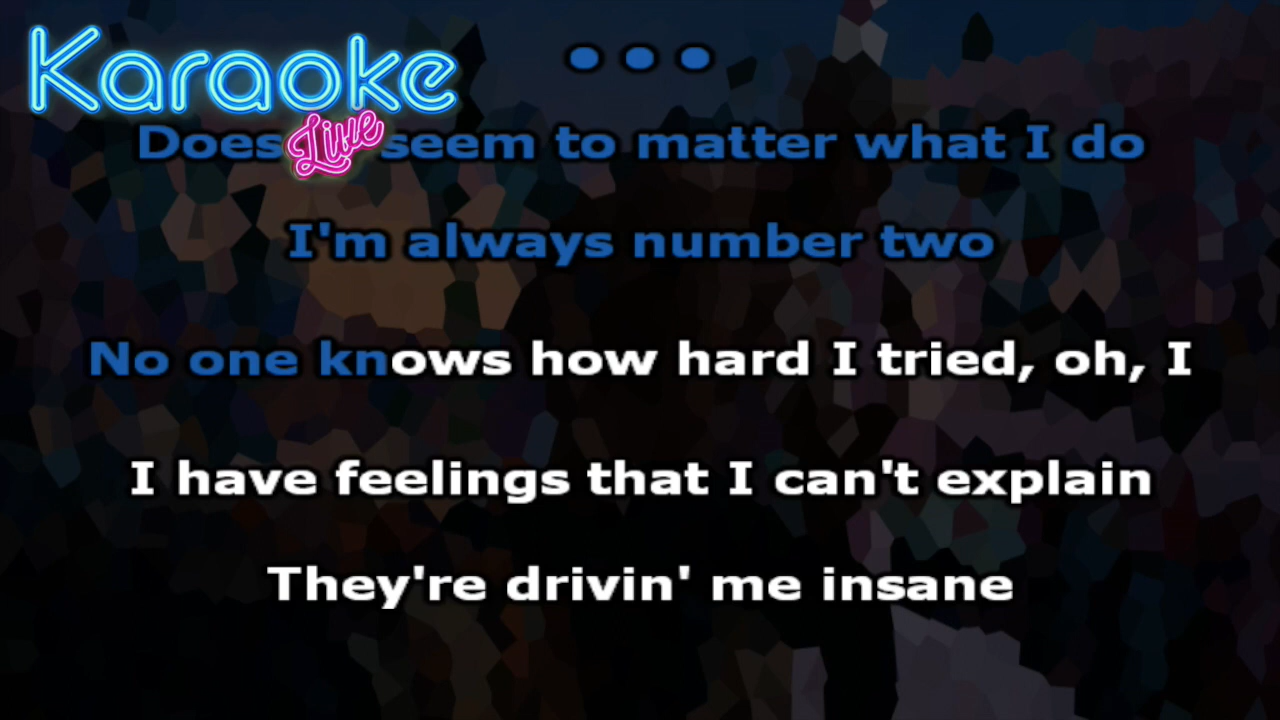 Karaoke
Live
Does seem to matter what I do
I'm always number two
No one knows how hard I tried, oh, I
I have feelings that I can't explain
They're drivin' me insane